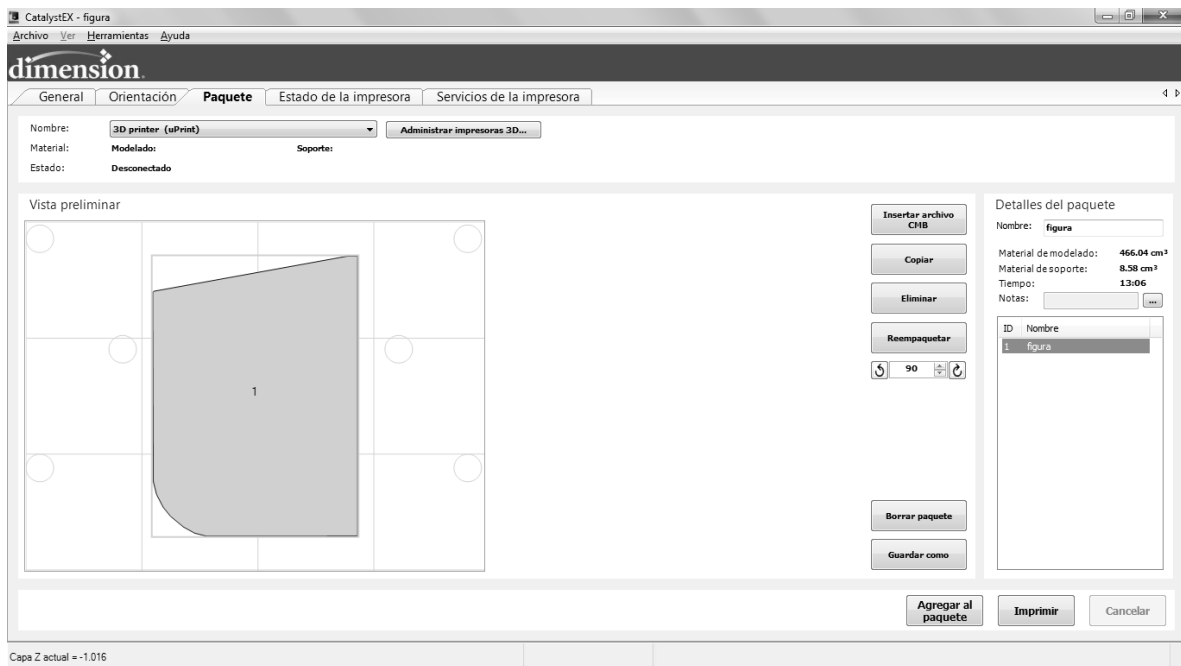 CatalystEX - figura
Archivo Ver Herramientas Ayuda
dimension.
General Orientación Paquete Estado de la impresora Servicios de la impresora
Nombre: 3D printer (uPrint) Administrar impresoras 3D...
Material: Modelado: Soporte:
Estado: Desconectado
Vista preliminar
1
Insertar archivo
CMB
Copiar
Eliminar
Reempaquetar
90
Borrar paquete
Guardar como
Detalles del paquete
Nombre: figura
Material de modelado: 466.04 cm³
Material de soporte: 8.58 cm³
Tiempo: 13:06
Notas: ...
ID Nombre
1 figura
Agregar al
paquete
Imprimir
Cancelar
Capa Z actual = -1.016